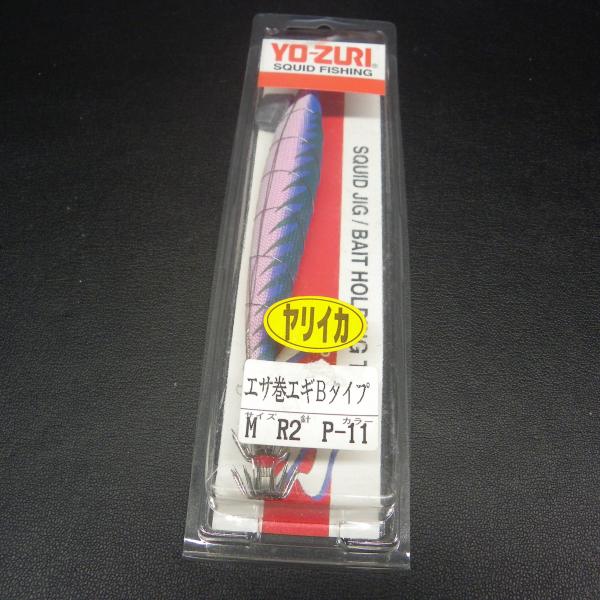 YO-ZURI®
SQUID FISHING
SQUID JIG / BAIT HOLDING T
ヤリイカ
エサ巻エギBタイプ
サイズ 針 カラー
M R2 P-11